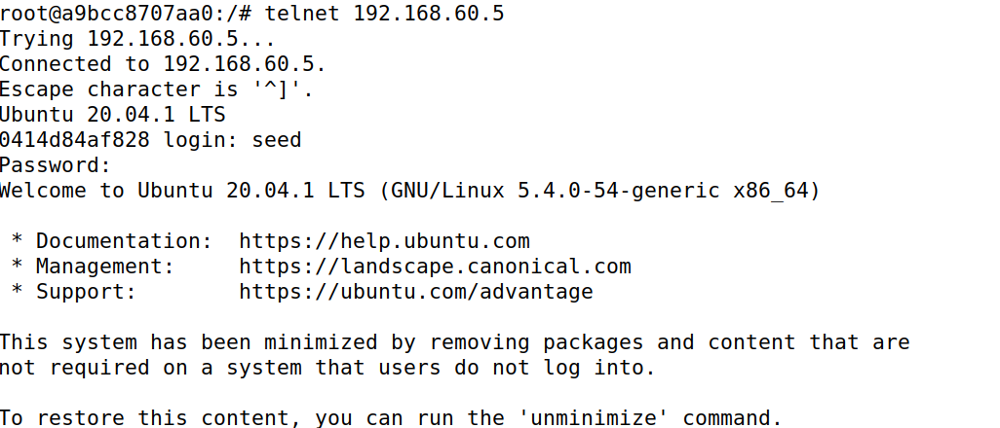 root@a9bcc8707aa0:/# telnet 192.168.60.5
Trying 192.168.60.5...
Connected to 192.168.60.5.
Escape character is '^]'.
Ubuntu 20.04.1 LTS
0414d84af828 login: seed
Password:
Welcome to Ubuntu 20.04.1 LTS (GNU/Linux 5.4.0-54-generic x86_64)
 * Documentation:  https://help.ubuntu.com
 * Management:     https://landscape.canonical.com
 * Support:        https://ubuntu.com/advantage
This system has been minimized by removing packages and content that are
not required on a system that users do not log into.
To restore this content, you can run the 'unminimize' command.